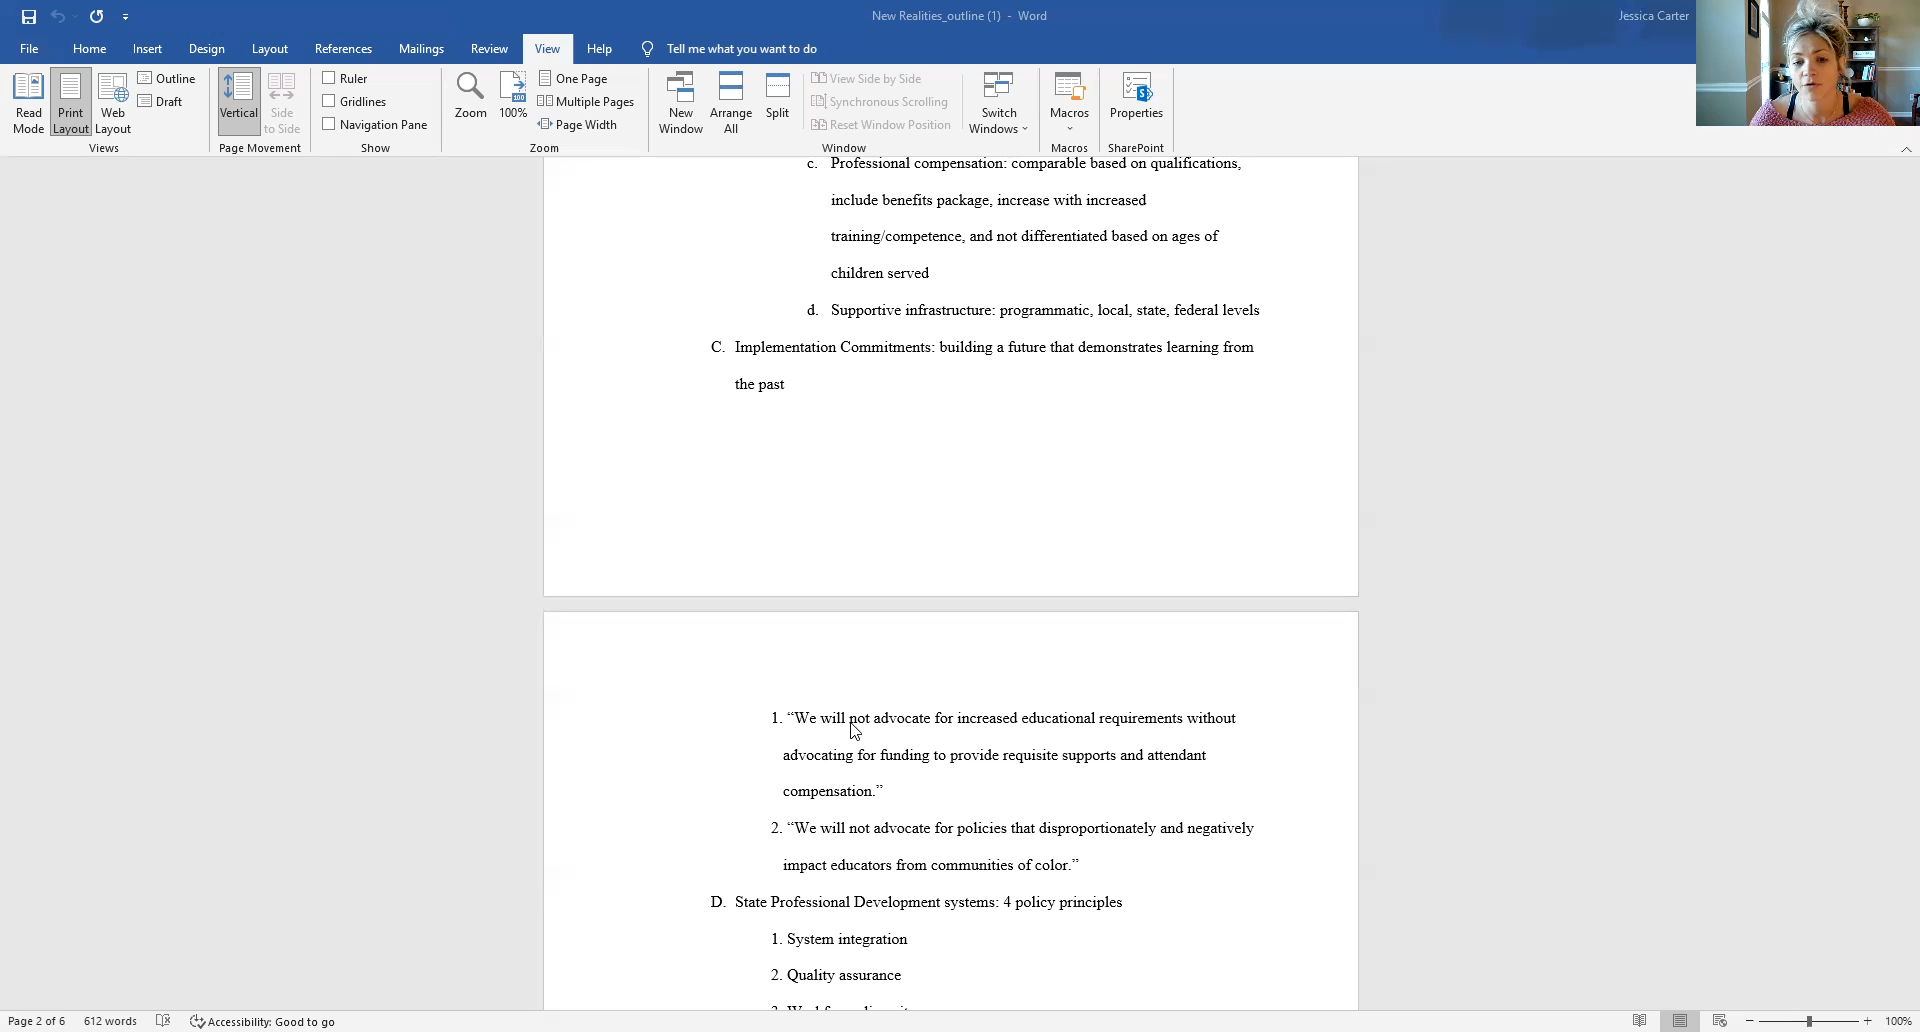 New Realities_outline (1) - Word
Jessica Carter
File Home Insert Design Layout References Mailings Review View Help Tell me what you want to do
Read Mode
Print Layout
Web Layout
Outline
Draft
Views
Vertical
Side to Side
Page Movement
Ruler
Gridlines
Navigation Pane
Show
Zoom
100
100%
One Page
Multiple Pages
Page Width
Zoom
New Window
Arrange All
Split
View Side by Side
Synchronous Scrolling
Reset Window Position
Switch Windows
Window
Macros
Macros
S
Properties
SharePoint
c. Professional compensation: comparable based on qualifications,
include benefits package, increase with increased
training/competence, and not differentiated based on ages of
children served
d. Supportive infrastructure: programmatic, local, state, federal levels
C. Implementation Commitments: building a future that demonstrates learning from
the past
1. “We will not advocate for increased educational requirements without
advocating for funding to provide requisite supports and attendant
compensation.”
2. “We will not advocate for policies that disproportionately and negatively
impact educators from communities of color.”
D. State Professional Development systems: 4 policy principles
1. System integration
2. Quality assurance
Page 2 of 6 612 words Accessibility: Good to go 100%